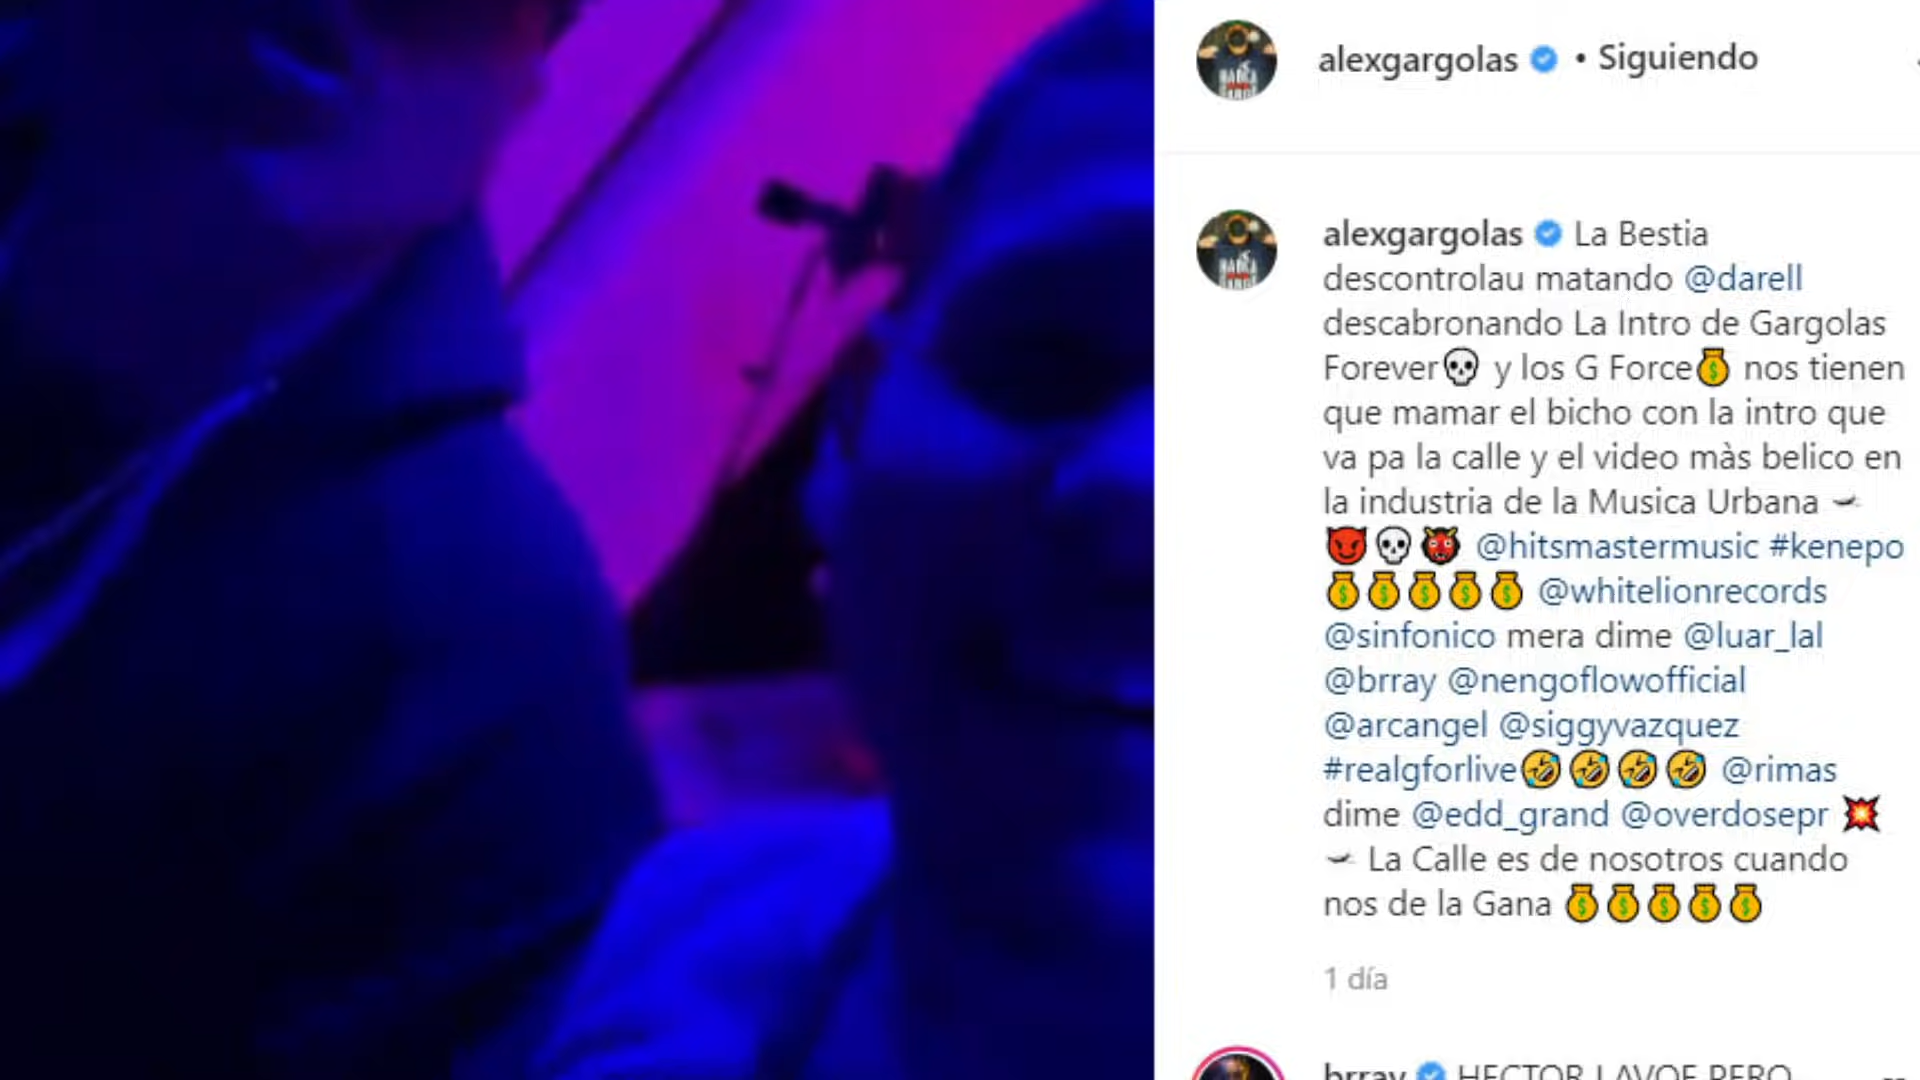 alexgargolas • Siguiendo
alexgargolas La Bestia
descontrolau matando @darell
descabronando La Intro de Gargolas
Forever💀 y los G Force💰 nos tienen
que mamar el bicho con la intro que
va pa la calle y el video màs belico en
la industria de la Musica Urbana
😈💀👹 @hitsmastermusic #kenepo
💰💰💰💰💰 @whitelionrecords
@sinfonico mera dime @luar_lal
@brray @nengoflowofficial
@arcangel @siggyvazquez
#realgforlive🤣🤣🤣🤣 @rimas
dime @edd_grand @overdosepr 💥
La Calle es de nosotros cuando
nos de la Gana 💰💰💰💰💰
1 día
brray HECTOR LAVOE PERO